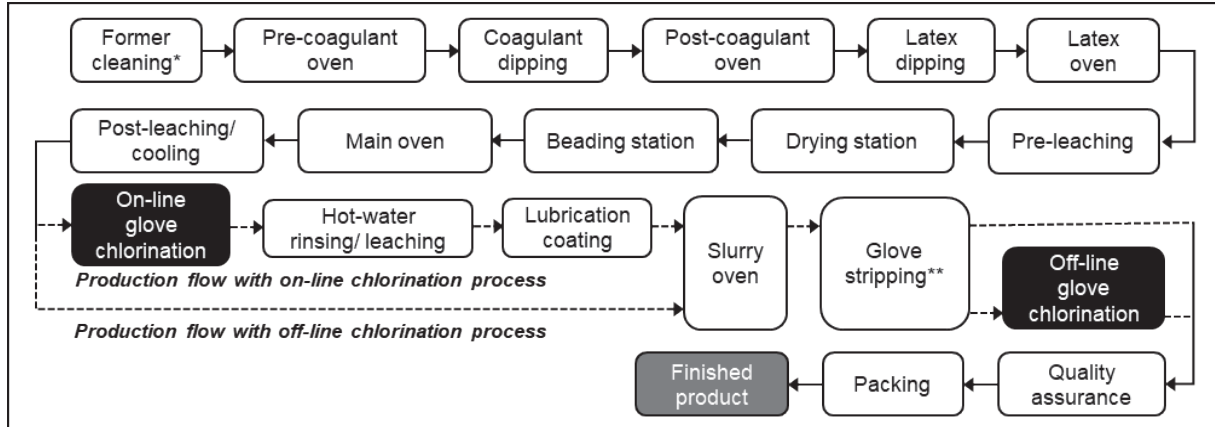 Former
cleaning*
Pre-coagulant
oven
Coagulant
dipping
Post-coagulant
oven
Latex
dipping
Latex
oven
Post-leaching/
cooling
Main oven
Beading station
Drying station
Pre-leaching
On-line
glove
chlorination
Hot-water
rinsing/ leaching
Lubrication
coating
Slurry
oven
Glove
stripping**
Off-line
glove
chlorination
Production flow with on-line chlorination process
Production flow with off-line chlorination process
Finished
product
Packing
Quality
assurance